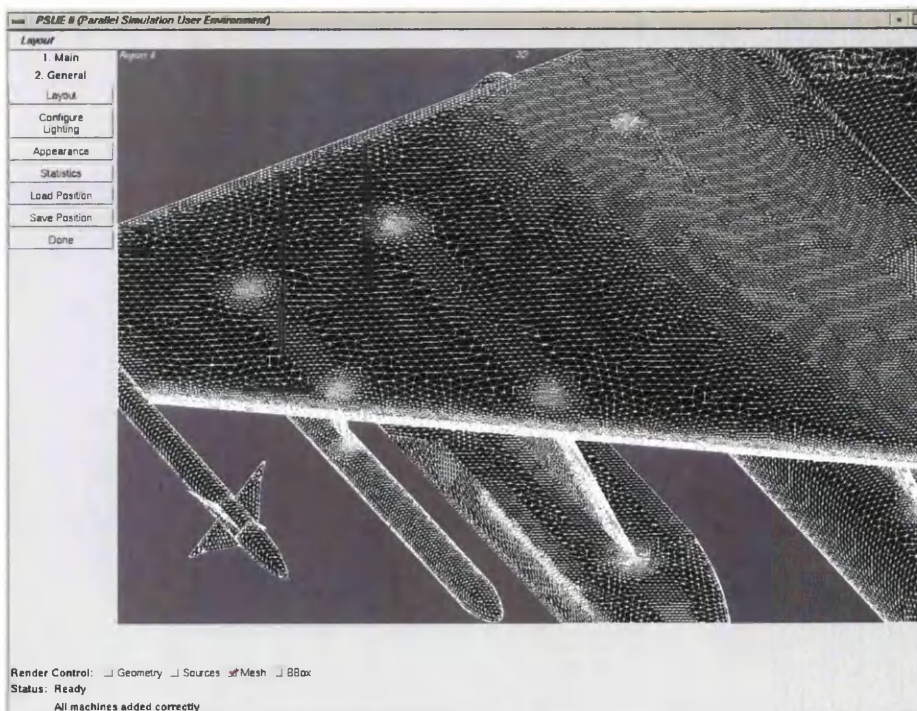 PSUE II (Parallel Simulation User Environment)
Layout
1. Main
2. General
Layout
Configure
Lighting
Appearance
Statistics
Load Position
Save Position
Done
3D
Render Control: Geometry Sources Mesh BBox
Status: Ready
All machines added correctly